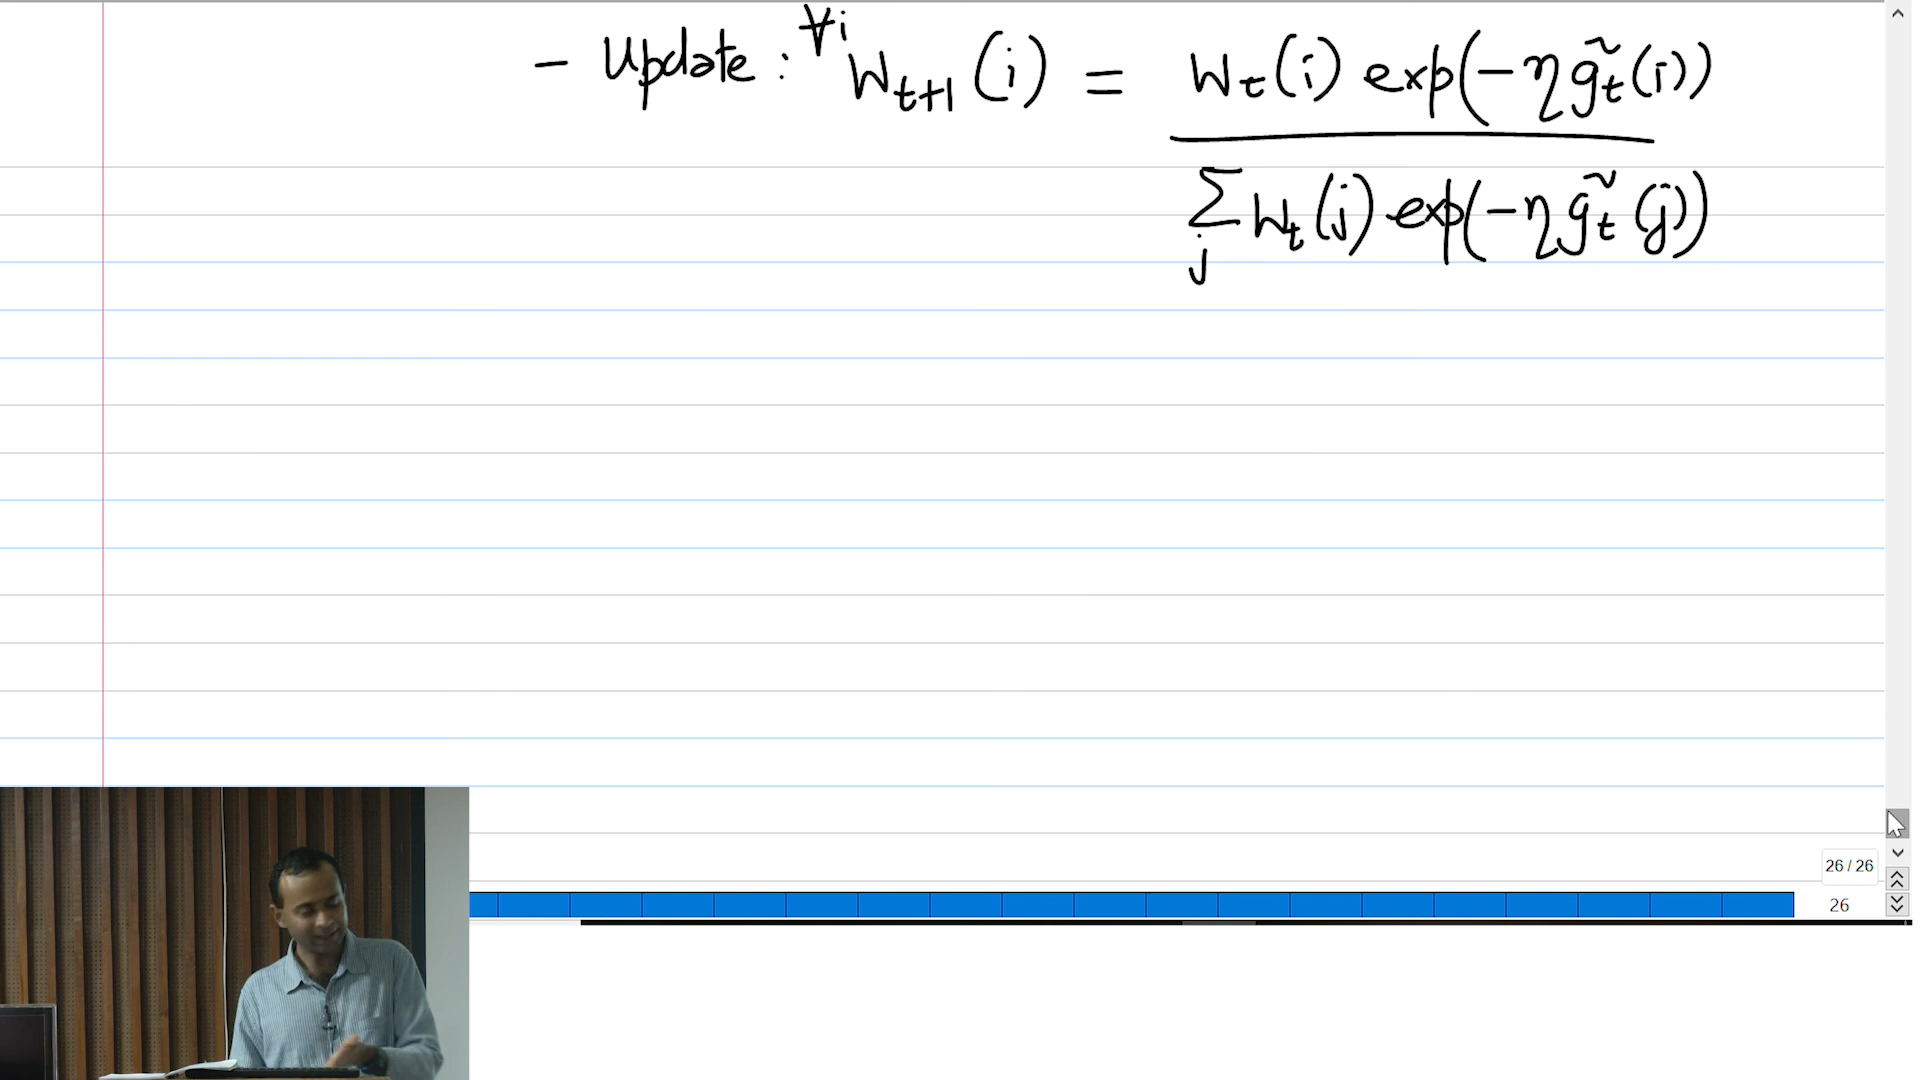 - Update : ∀i W_{t+1}(i) = W_t(i) exp(-η g̃_t(i))
Σ_j W_t(j) exp(-η g̃_t(j))
26 / 26
26